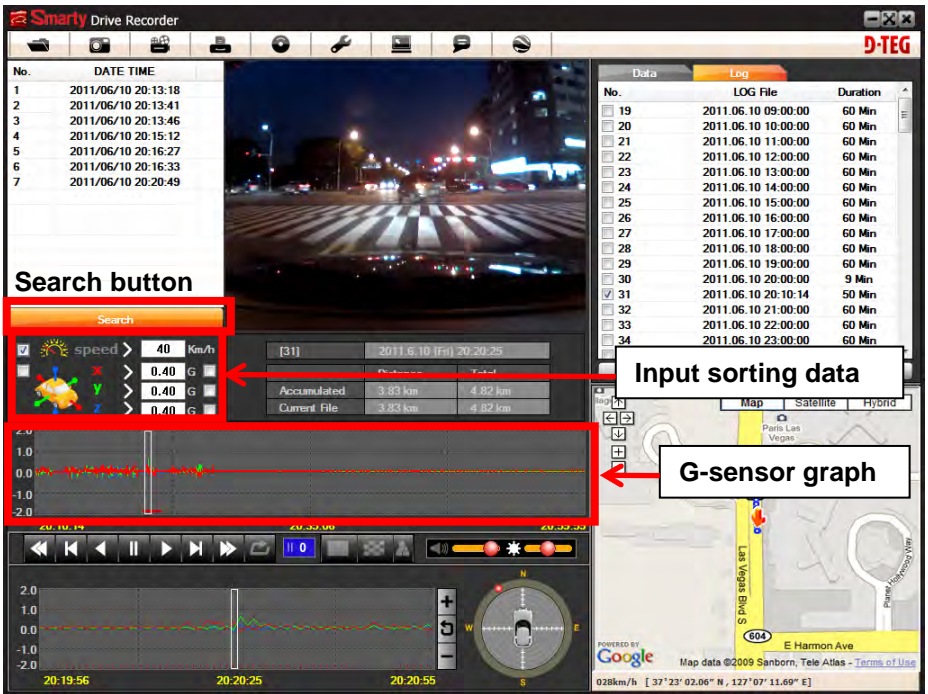 Smarty Drive Recorder
D-TEG
No. DATE TIME
1 2011/06/10 20:13:18
2 2011/06/10 20:13:41
3 2011/06/10 20:13:46
4 2011/06/10 20:15:12
5 2011/06/10 20:16:27
6 2011/06/10 20:16:33
7 2011/06/10 20:20:49
Data Log
No. LOG File Duration
19 2011.06.10 09:00:00 60 Min
20 2011.06.10 10:00:00 60 Min
21 2011.06.10 11:00:00 60 Min
22 2011.06.10 12:00:00 60 Min
23 2011.06.10 13:00:00 60 Min
24 2011.06.10 14:00:00 60 Min
25 2011.06.10 15:00:00 60 Min
26 2011.06.10 16:00:00 60 Min
27 2011.06.10 17:00:00 60 Min
28 2011.06.10 18:00:00 60 Min
29 2011.06.10 19:00:00 60 Min
30 2011.06.10 20:00:00 9 Min
31 2011.06.10 20:10:14 50 Min
32 2011.06.10 21:00:00 60 Min
33 2011.06.10 22:00:00 60 Min
34 2011.06.10 23:00:00 60 Min
Search button
Search
speed > 40 Km/h
x > 0.40 G
y > 0.40 G
z > 0.40 G
[31] 2011.6.10 (Fri) 20:20:25
Distance Total
Accumulated 3.83 km 4.82 km
Current File 3.83 km 4.82 km
Input sorting data
G-sensor graph
2.0
1.0
0.0
-1.0
-2.0
20:10:14 20:35:08 20:59:55
II 0
2.0
1.0
0.0
-1.0
-2.0
20:19:56 20:20:25 20:20:55
+
−
N
W E
S
Map Satellite Hybrid
Paris Las
Vegas
Las Vegas Blvd S
Planet Hollywood Way
604
E Harmon Ave
POWERED BY
Google
Map data ©2009 Sanborn, Tele Atlas - Terms of Use
028km/h [ 37°23' 02.06" N , 127°07' 11.69" E]